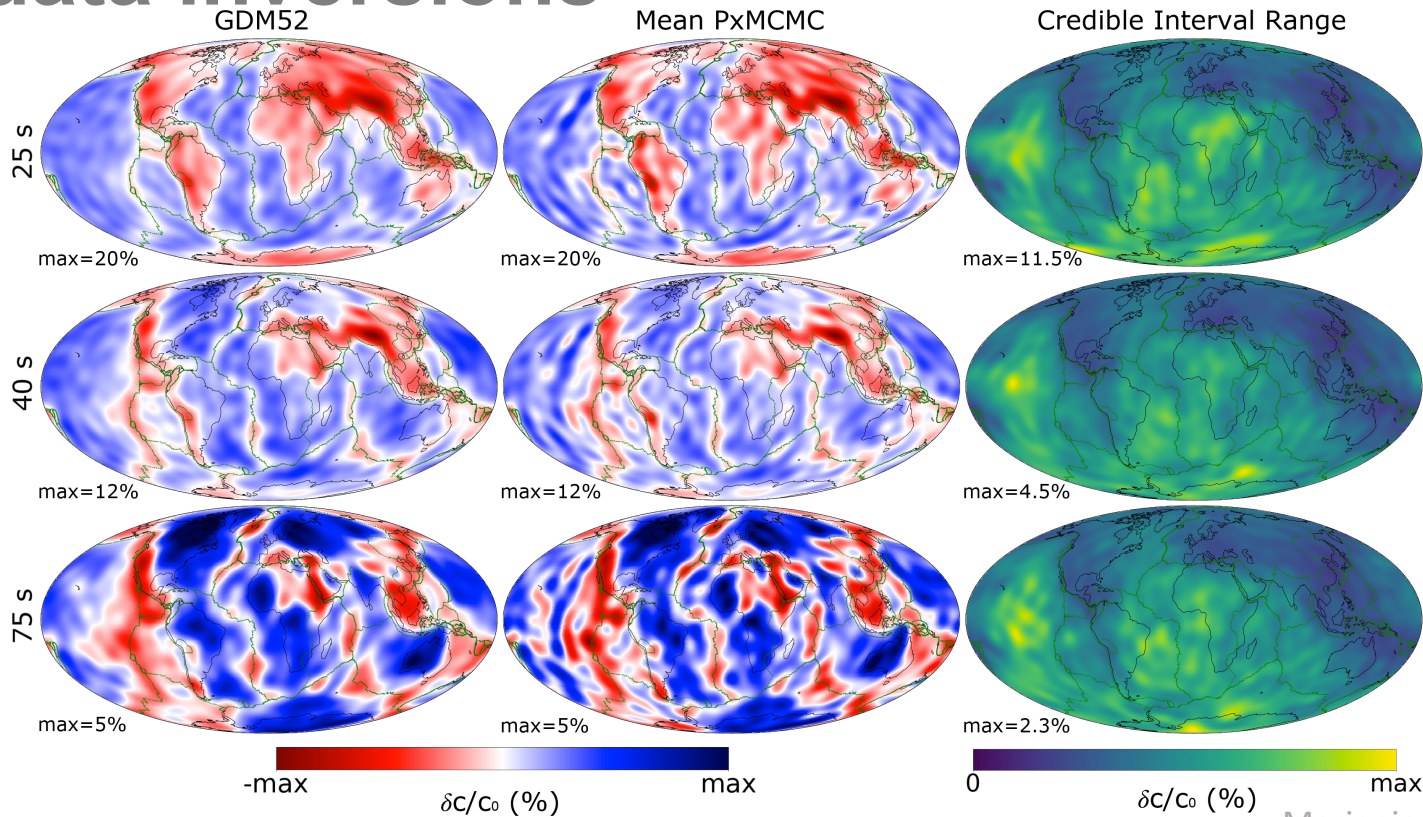 data inversions
GDM52
Mean PxMCMC
Credible Interval Range
25 s
max=20%
max=20%
max=11.5%
40 s
max=12%
max=12%
max=4.5%
75 s
max=5%
max=5%
max=2.3%
-max
max
δc/c₀ (%)
0
max
δc/c₀ (%)